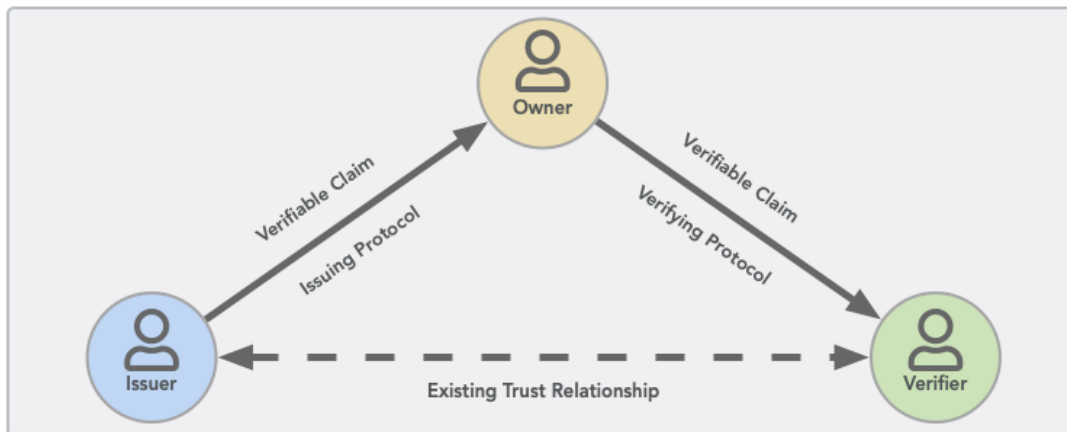 Owner
Verifiable Claim
Issuing Protocol
Verifiable Claim
Verifying Protocol
Issuer
Existing Trust Relationship
Verifier